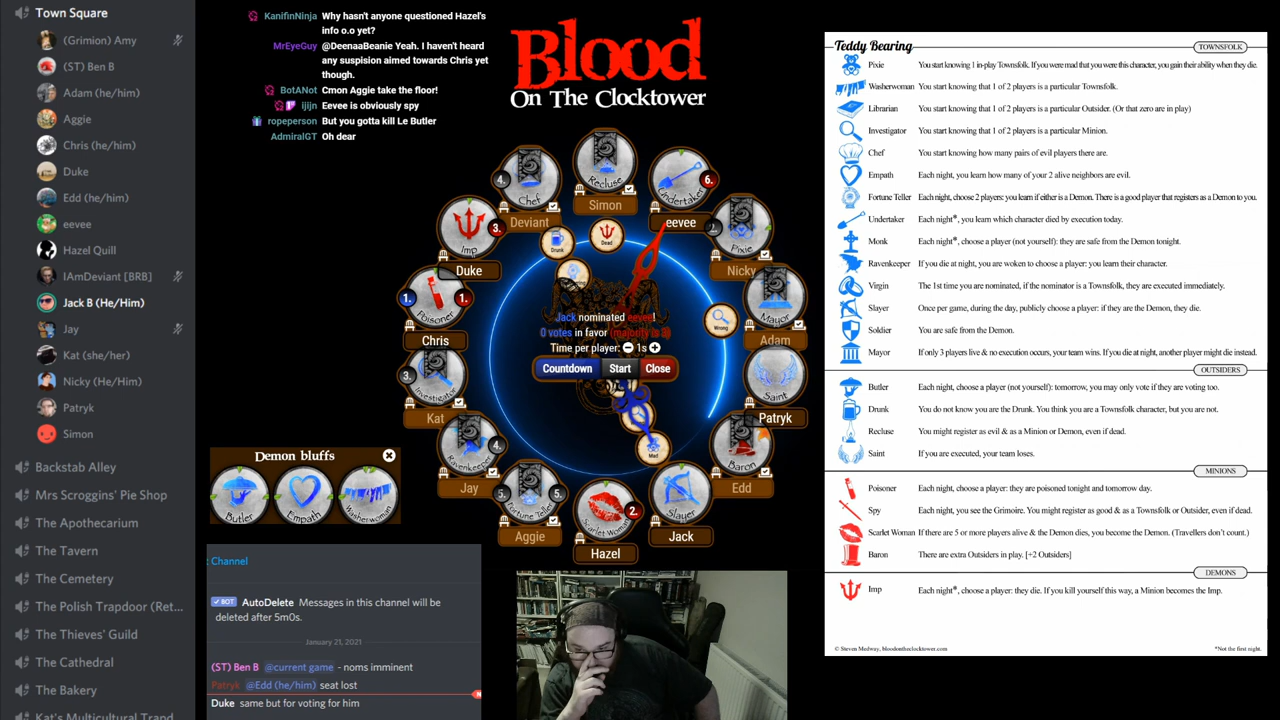 Town Square
(Grimion) Amy
(ST) Ben B
Adam (he/him)
Aggie
Chris (he/him)
Duke
Edd (he/him)
eevee
Hazel Quill
IAmDeviant [BRB]
Jack B (He/Him)
Jay
Kat (she/her)
Nicky (He/Him)
Patryk
Simon
Backstab Alley
Mrs Scroggins' Pie Shop
The Apothecarium
The Tavern
The Cemetery
The Polish Trapdoor (Ret...
The Thieves' Guild
The Cathedral
The Bakery
Kat's Multicultural Trand
KanifinNinja Why hasn't anyone questioned Hazel's
info o.o yet?
MrEyeGuy @DeenaaBeanie Yeah. I haven't heard
any suspision aimed towards Chris yet
though.
BotANot Cmon Aggie take the floor!
ijijn Eevee is obviously spy
ropeperson But you gotta kill Le Butler
AdmiralGT Oh dear
Blood
On The Clocktower
Recluse
Simon
Undertaker
6.
eevee
Pixie
Nicky
Mayor
Adam
Saint
Patryk
Baron
Edd
Slayer
Jack
Scarlet Woman
2.
Hazel
Fortune Teller
5.
5.
Aggie
Ravenkeeper
4.
Jay
Investigator
3.
Kat
Poisoner
1.
1.
Chris
Imp
3.
Duke
Chef
4.
Deviant
Drunk
Dead
Wrong
Mad
Jack nominated eevee!
0 votes in favor (majority is 3)
Time per player: 1s
Countdown Start Close
Demon bluffs
Butler
Empath
Washerwoman
Channel
BOT AutoDelete Messages in this channel will be
deleted after 5m0s.
January 21, 2021
(ST) Ben B @current game - noms imminent
Patryk @Edd (he/him) seat lost
Duke same but for voting for him
Teddy Bearing
TOWNSFOLK
Pixie You start knowing 1 in-play Townsfolk. If you were mad that you were this character, you gain their ability when they die.
Washerwoman You start knowing that 1 of 2 players is a particular Townsfolk.
Librarian You start knowing that 1 of 2 players is a particular Outsider. (Or that zero are in play)
Investigator You start knowing that 1 of 2 players is a particular Minion.
Chef You start knowing how many pairs of evil players there are.
Empath Each night, you learn how many of your 2 alive neighbors are evil.
Fortune Teller Each night, choose 2 players: you learn if either is a Demon. There is a good player that registers as a Demon to you.
Undertaker Each night*, you learn which character died by execution today.
Monk Each night*, choose a player (not yourself): they are safe from the Demon tonight.
Ravenkeeper If you die at night, you are woken to choose a player: you learn their character.
Virgin The 1st time you are nominated, if the nominator is a Townsfolk, they are executed immediately.
Slayer Once per game, during the day, publicly choose a player: if they are the Demon, they die.
Soldier You are safe from the Demon.
Mayor If only 3 players live & no execution occurs, your team wins. If you die at night, another player might die instead.
OUTSIDERS
Butler Each night, choose a player (not yourself): tomorrow, you may only vote if they are voting too.
Drunk You do not know you are the Drunk. You think you are a Townsfolk character, but you are not.
Recluse You might register as evil & as a Minion or Demon, even if dead.
Saint If you are executed, your team loses.
MINIONS
Poisoner Each night, choose a player: they are poisoned tonight and tomorrow day.
Spy Each night, you see the Grimoire. You might register as good & as a Townsfolk or Outsider, even if dead.
Scarlet Woman If there are 5 or more players alive & the Demon dies, you become the Demon. (Travellers don't count.)
Baron There are extra Outsiders in play. [+2 Outsiders]
DEMONS
Imp Each night*, choose a player: they die. If you kill yourself this way, a Minion becomes the Imp.
© Steven Medway, bloodontheclocktower.com
*Not the first night.